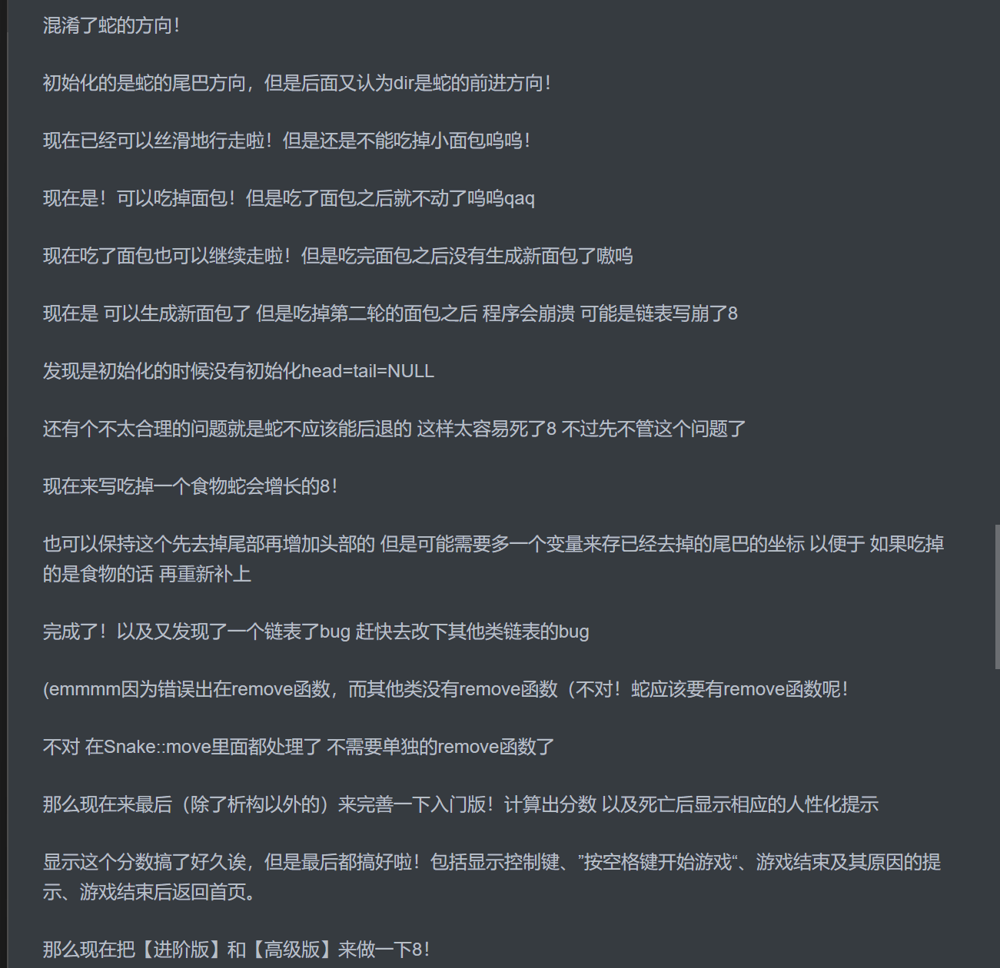 混淆了蛇的方向！
初始化的是蛇的尾巴方向，但是后面又认为dir是蛇的前进方向！
现在已经可以丝滑地行走啦！但是还是不能吃掉小面包呜呜！
现在是！可以吃掉面包！但是吃了面包之后就不动了呜呜qaq
现在吃了面包也可以继续走啦！但是吃完面包之后没有生成新面包了嗷呜
现在是 可以生成新面包了 但是吃掉第二轮的面包之后 程序会崩溃 可能是链表写崩了8
发现是初始化的时候没有初始化head=tail=NULL
还有个不太合理的问题就是蛇不应该能后退的 这样太容易死了8 不过先不管这个问题了
现在来写吃掉一个食物蛇会增长的8！
也可以保持这个先去掉尾部再增加头部的 但是可能需要多一个变量来存已经去掉的尾巴的坐标 以便于 如果吃掉
的是食物的话 再重新补上
完成了！以及又发现了一个链表了bug 赶快去改下其他类链表的bug
(emmmm因为错误出在remove函数，而其他类没有remove函数（不对！蛇应该要有remove函数呢！
不对 在Snake::move里面都处理了 不需要单独的remove函数了
那么现在来最后（除了析构以外的）来完善一下入门版！计算出分数 以及死亡后显示相应的人性化提示
显示这个分数搞了好久诶，但是最后都搞好啦！包括显示控制键、”按空格键开始游戏“、游戏结束及其原因的提
示、游戏结束后返回首页。
那么现在把【进阶版】和【高级版】来做一下8！